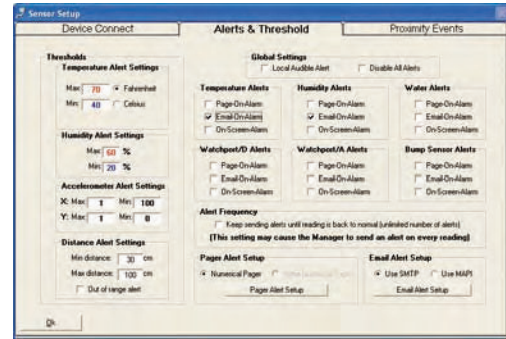 Sensor Setup
Device Connect Alerts & Threshold Proximity Events
Thresholds
Temperature Alert Settings
Max: 70 Fahrenheit
Min: 40 Celsius
Humidity Alert Settings
Max: 60 %
Min: 20 %
Accelerometer Alert Settings
X: Max: 1 Min: 100
Y: Max: 1 Min: 0
Distance Alert Settings
Min distance: 30 cm
Max distance: 100 cm
Out of range alert
Global Settings
Local Audible Alert Disable All Alerts
Temperature Alerts
Page-On-Alarm
Email-On-Alarm
On-Screen-Alarm
Humidity Alerts
Page-On-Alarm
Email-On-Alarm
On-Screen-Alarm
Water Alerts
Page-On-Alarm
Email-On-Alarm
On-Screen-Alarm
Watchport/D Alerts
Page-On-Alarm
Email-On-Alarm
On-Screen-Alarm
Watchport/A Alerts
Page-On-Alarm
Email-On-Alarm
On-Screen-Alarm
Bump Sensor Alerts
Page-On-Alarm
Email-On-Alarm
On-Screen-Alarm
Alert Frequency
Keep sending alerts until reading is back to normal (unlimited number of alerts)
(This setting may cause the Manager to send an alert on every reading)
Pager Alert Setup
Numerical Pager
Pager Alert Setup
Email Alert Setup
Use SMTP Use MAPI
Email Alert Setup
Ok